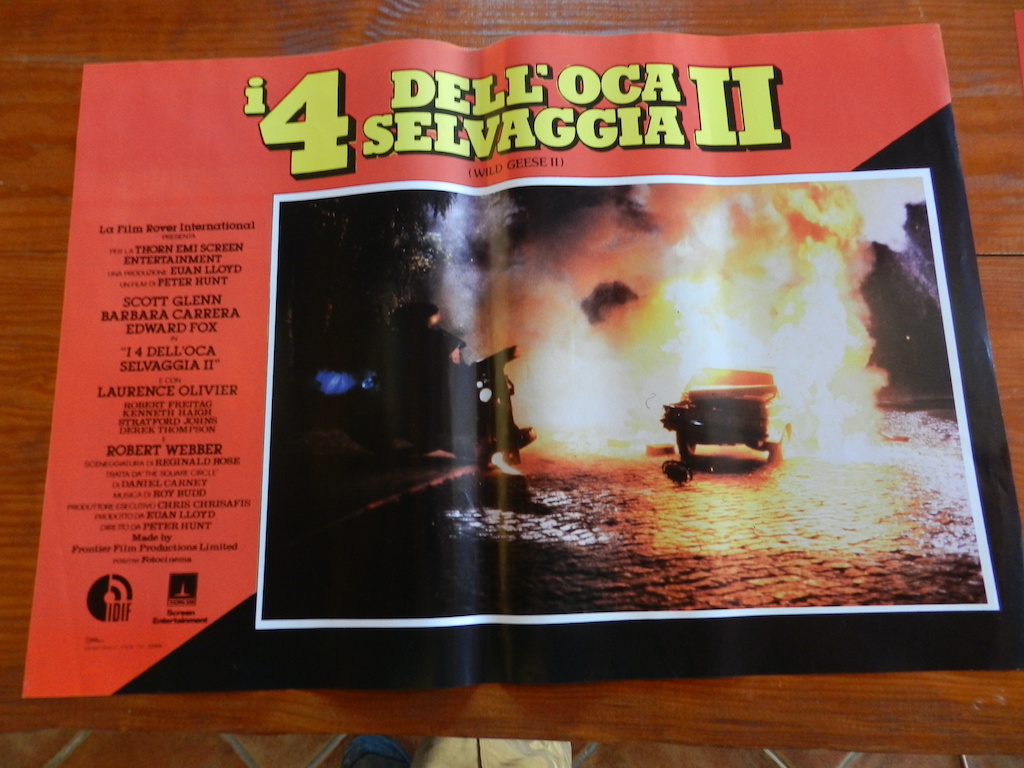 i 4 DELL'OCA SELVAGGIA II
(WILD GEESE II)
La Film Rover International
PRESENTA
PER LA THORN EMI SCREEN
ENTERTAINMENT
UNA PRODUZIONE EUAN LLOYD
UN FILM DI PETER HUNT
SCOTT GLENN
BARBARA CARRERA
EDWARD FOX
IN
"I 4 DELL'OCA
SELVAGGIA II"
E CON
LAURENCE OLIVIER
ROBERT FREITAG
KENNETH HAIGH
STRATFORD JOHNS
DEREK THOMPSON
E
ROBERT WEBBER
SCENEGGIATURA DI REGINALD ROSE
TRATTA DA "THE SQUARE CIRCLE"
DI DANIEL CARNEY
MUSICA DI ROY BUDD
PRODUTTORE ESECUTIVO CHRIS CHRISAFIS
PRODOTTO DA EUAN LLOYD
DIRETTO DA PETER HUNT
Made by
Frontier Film Productions Limited
POSITIVI Fotocinema
IDIF
THORN EMI
Screen
Entertainment